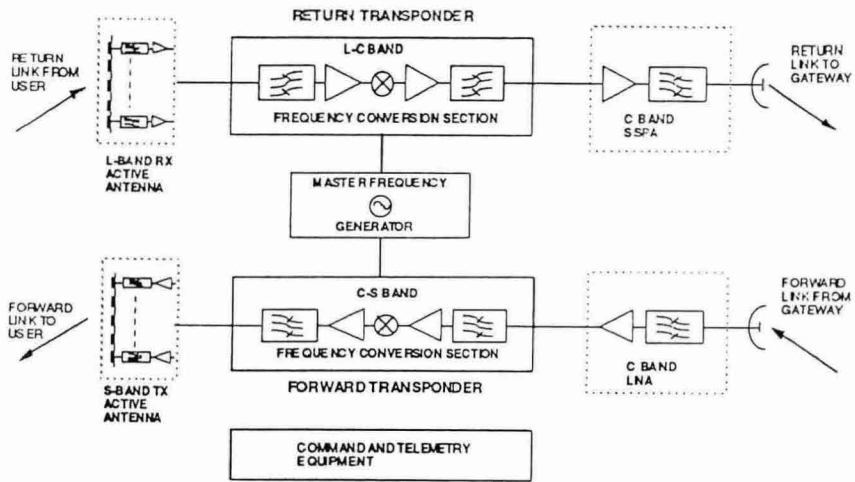 RETURN TRANSPONDER
RETURN
LINK FROM
USER
L-BAND RX
ACTIVE
ANTENNA
L-C BAND
FREQUENCY CONVERSION SECTION
C BAND
SSPA
RETURN
LINK TO
GATEWAY
MASTER FREQUENCY
GENERATOR
FORWARD
LINK TO
USER
S-BAND TX
ACTIVE
ANTENNA
C-S BAND
FREQUENCY CONVERSION SECTION
FORWARD TRANSPONDER
C BAND
LNA
FORWARD
LINK FROM
GATEWAY
COMMAND AND TELEMETRY
EQUIPMENT